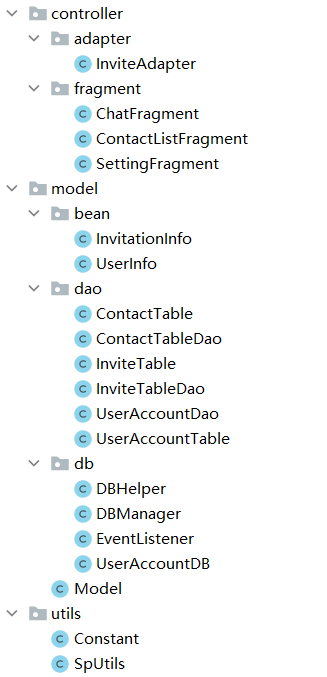 controller
adapter
C InviteAdapter
fragment
C ChatFragment
C ContactListFragment
C SettingFragment
model
bean
C InvitationInfo
C UserInfo
dao
C ContactTable
C ContactTableDao
C InviteTable
C InviteTableDao
C UserAccountDao
C UserAccountTable
db
C DBHelper
C DBManager
C EventListener
C UserAccountDB
C Model
utils
C Constant
C SpUtils